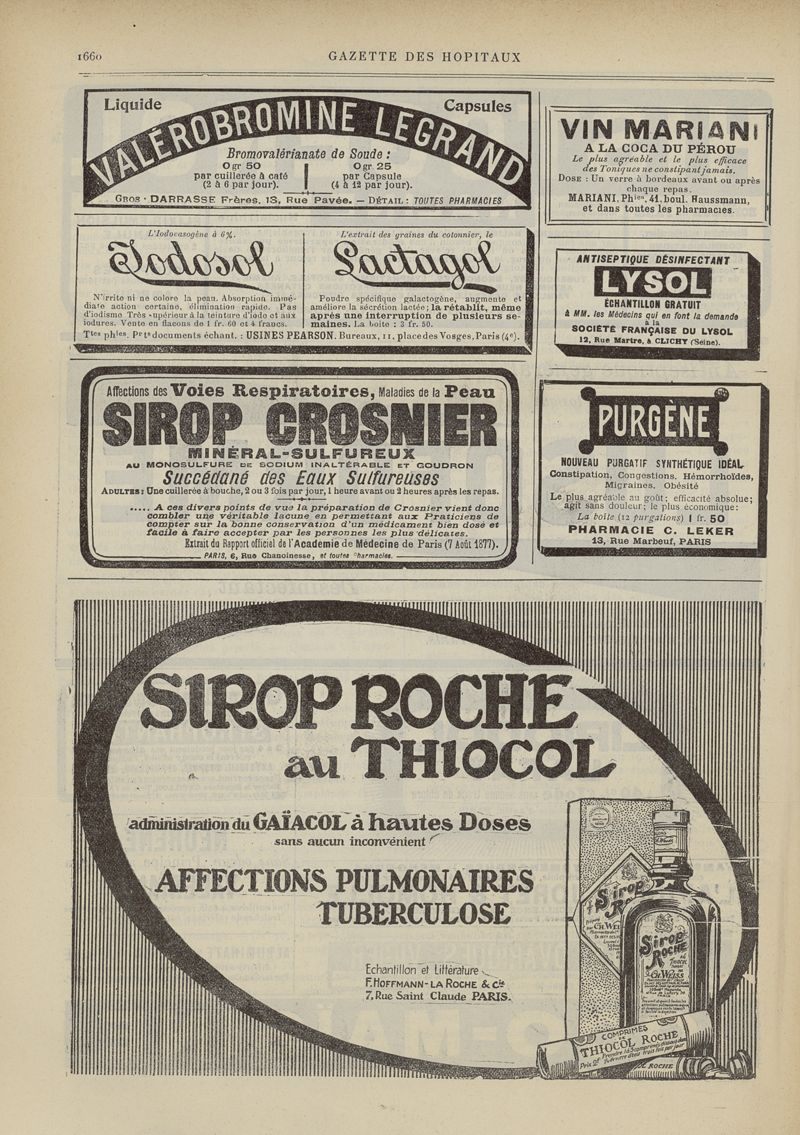 1660
GAZETTE DES HOPITAUX
Liquide
Capsules
VALÉROBROMINE LEGRAND
Bromovalérianate de Soude :
0 gr 50
par cuillerée à café
(2 à 6 par jour).
0 gr. 25
par Capsule
(4 à 12 par jour).
GROS · DARRASSE Frères, 13, Rue Pavée. — DÉTAIL : TOUTES PHARMACIES
L'Iodocasogène à 6%.
Iodosol
N'irrite ni ne colore la peau. Absorption immé-
diate action certaine, élimination rapide. Pas
d'iodisme Très supérieur à la teinture d'iode et aux
iodures. Vente en flacons de 1 fr. 60 et 4 francs.
L'extrait des graines du cotonnier, le
Lactagol
Poudre spécifique galactogène, augmente et
améliore la sécrétion lactée; la rétablit, même
après une interruption de plusieurs se-
maines. La boîte : 3 fr. 50.
Ttes phies. Pr ts documents échant. : USINES PEARSON. Bureaux, 11, place des Vosges, Paris (4e).
Affections des Voies Respiratoires, Maladies de la Peau
SIROP CROSNIER
MINÉRAL-SULFUREUX
AU MONOSULFURE DE SODIUM INALTÉRABLE ET GOUDRON
Succédané des Eaux Sulfureuses
ADULTES : Une cuillerée à bouche, 2 ou 3 fois par jour, 1 heure avant ou 2 heures après les repas.
..... A ces divers points de vue la préparation de Crosnier vient donc
combler une véritable lacune en permettant aux Praticiens de
compter sur la bonne conservation d'un médicament bien dosé et
facile à faire accepter par les personnes les plus délicates.
Extrait du Rapport officiel de l'Academie de Médecine de Paris (7 Août 1877).
PARIS, 6, Rue Chanoinesse, et toutes Pharmacies.
VIN MARIANI
A LA COCA DU PÉROU
Le plus agréable et le plus efficace
des Toniques ne constipant jamais.
DOSE : Un verre à bordeaux avant ou après
chaque repas.
MARIANI, Phien, 41, boul. Haussmann,
et dans toutes les pharmacies.
ANTISEPTIQUE DÉSINFECTANT
LYSOL
ÉCHANTILLON GRATUIT
à MM. les Médecins qui en font la demande
à la
SOCIÉTÉ FRANÇAISE DU LYSOL
12, Rue Martre, à CLICHY (Seine).
PURGÈNE
NOUVEAU PURGATIF SYNTHÉTIQUE IDÉAL
Constipation, Congestions, Hémorrhoïdes,
Migraines, Obésité
Le plus agréable au goût; efficacité absolue;
agit sans douleur; le plus économique:
La boîte (12 purgations) 1 fr. 50
PHARMACIE C. LEKER
13, Rue Marbeuf, PARIS
SIROP ROCHE
au THIOCOL
administration du GAÏACOL à hautes Doses
sans aucun inconvénient
AFFECTIONS PULMONAIRES
TUBERCULOSE
Echantillon et Littérature
F. HOFFMANN-LA ROCHE & Cie
7, Rue Saint Claude PARIS.
Sirop
Sirop
ROCHE
au
Thiocol
CH. WEISS
COMPRIMÉS
THIOCOL ROCHE
ROCHE